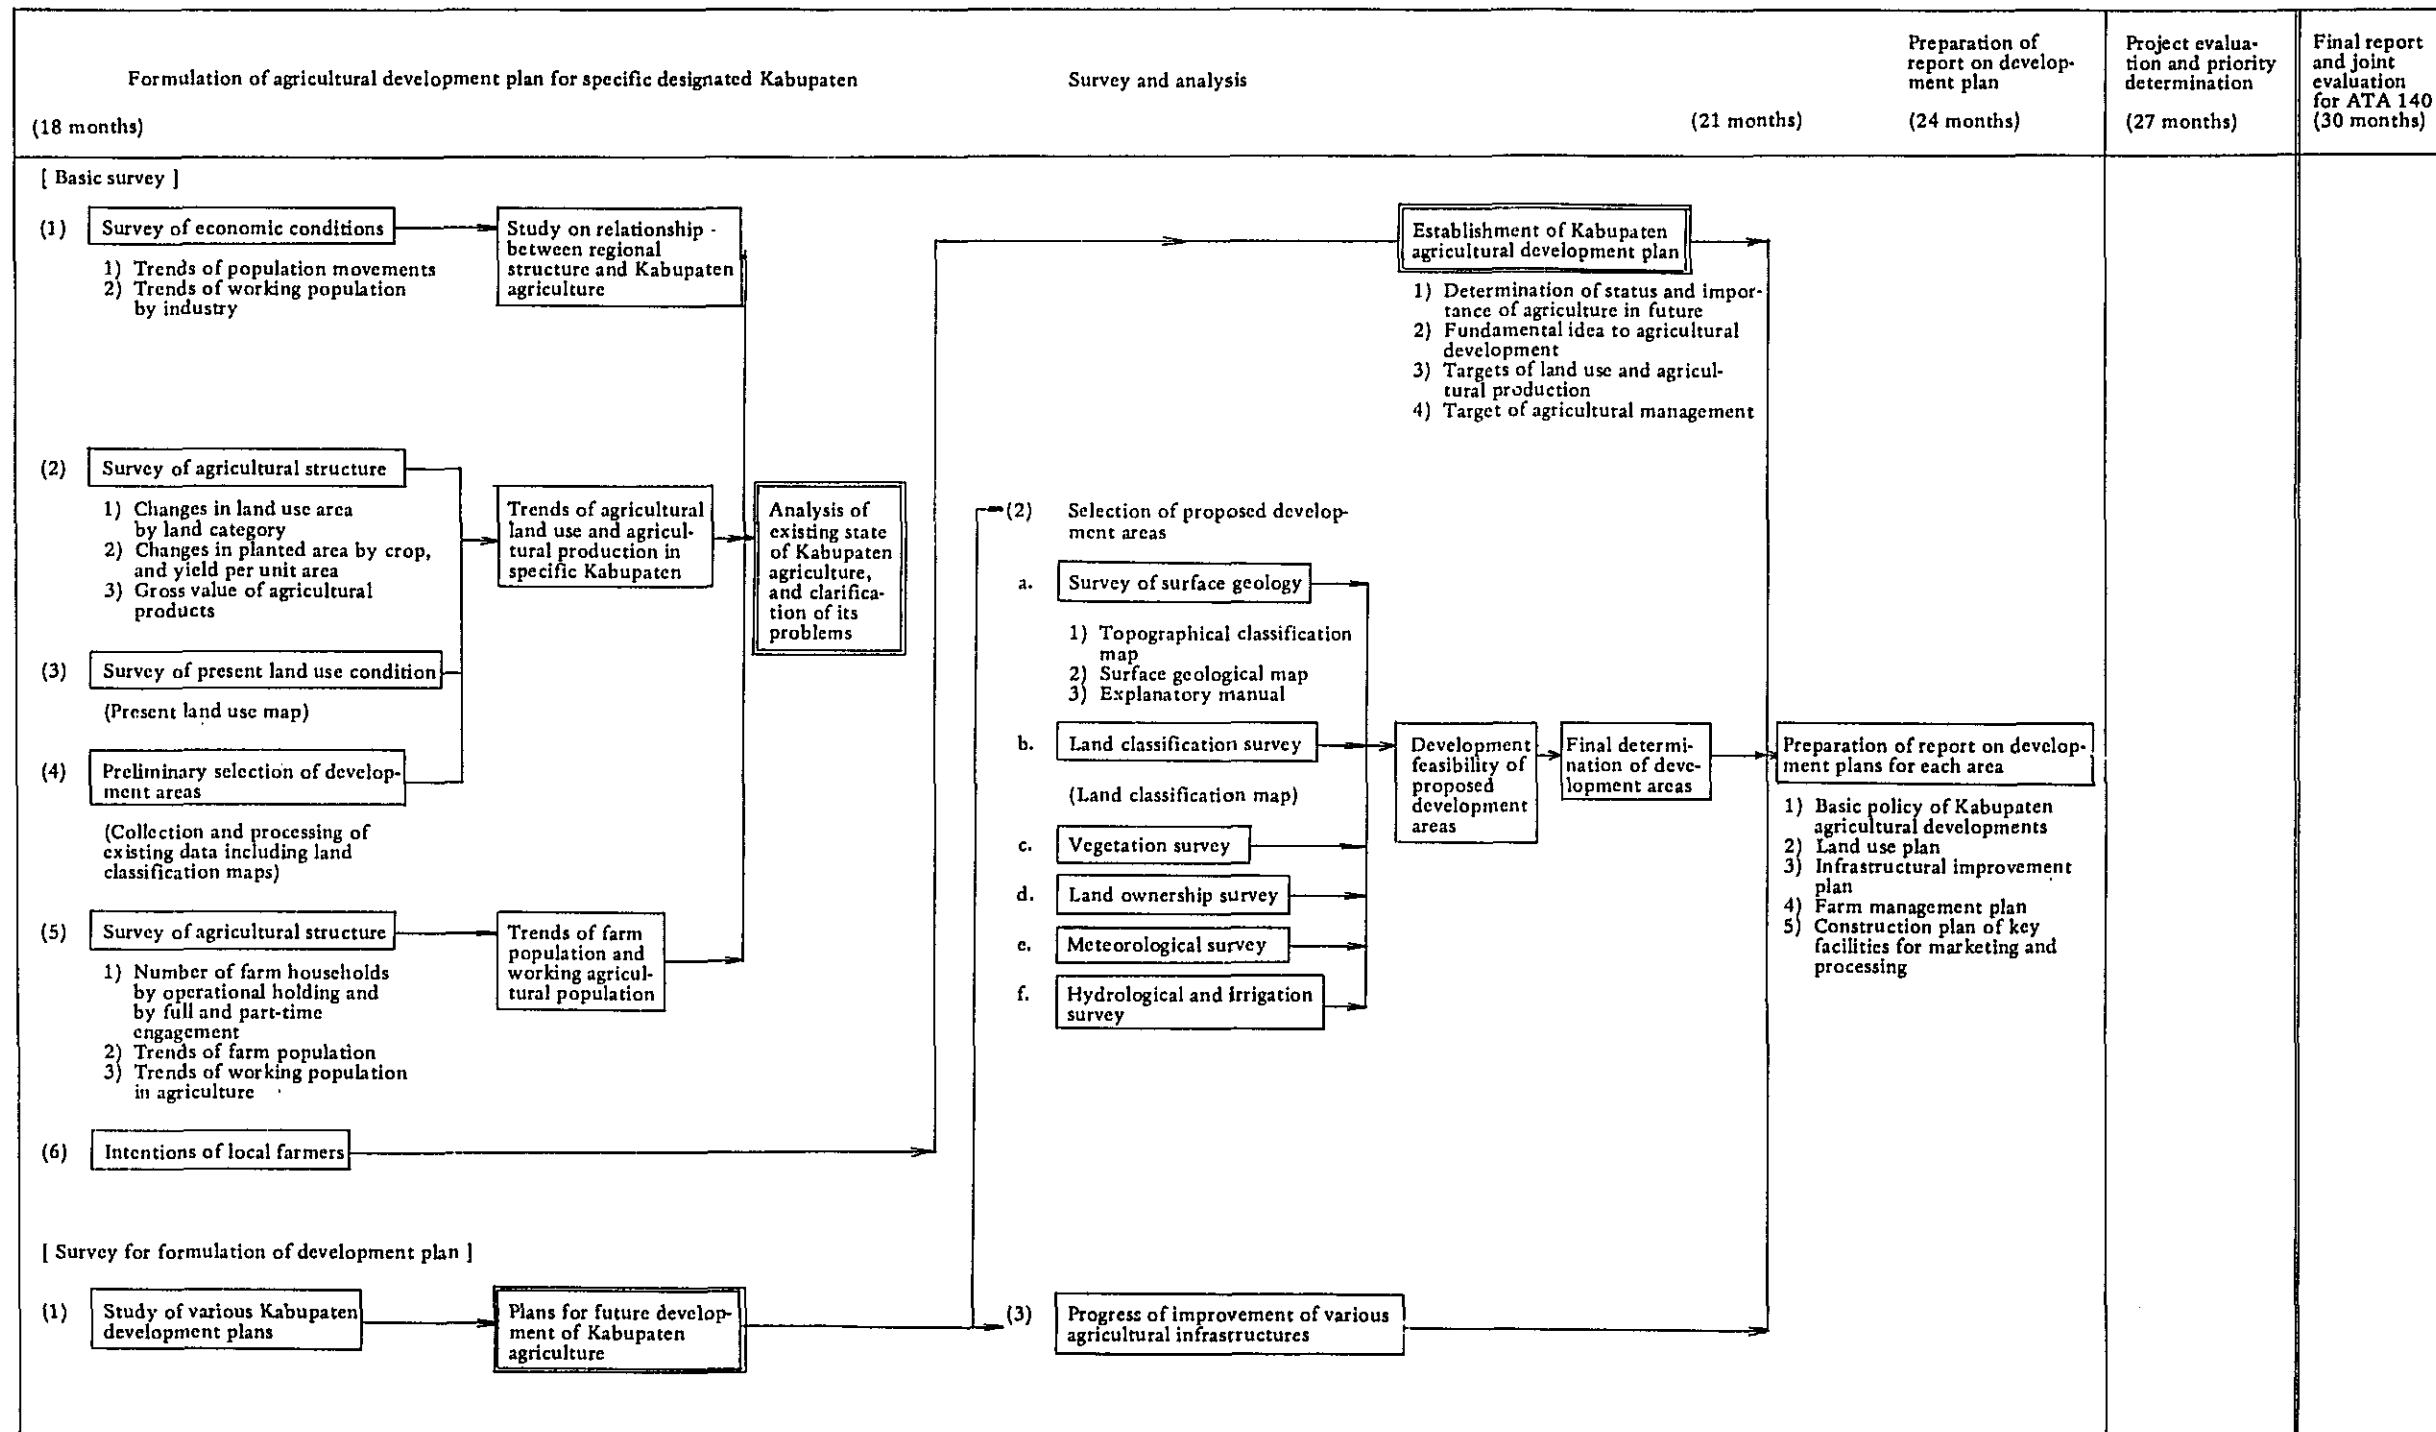 Formulation of agricultural development plan for specific designated Kabupaten
(18 months)
Survey and analysis
(21 months)
Preparation of
report on develop-
ment plan
(24 months)
Project evalua-
tion and priority
determination
(27 months)
Final report
and joint
evaluation
for ATA 140
(30 months)
[ Basic survey ]
(1) Survey of economic conditions
1) Trends of population movements
2) Trends of working population
by industry
Study on relationship -
between regional
structure and Kabupaten
agriculture
(2) Survey of agricultural structure
1) Changes in land use area
by land category
2) Changes in planted area by crop,
and yield per unit area
3) Gross value of agricultural
products
(3) Survey of present land use condition
(Present land use map)
(4) Preliminary selection of develop-
ment areas
(Collection and processing of
existing data including land
classification maps)
Trends of agricultural
land use and agricul-
tural production in
specific Kabupaten
Analysis of
existing state
of Kabupaten
agriculture,
and clarifica-
tion of its
problems
(5) Survey of agricultural structure
1) Number of farm households
by operational holding and
by full and part-time
engagement
2) Trends of farm population
3) Trends of working population
in agriculture
Trends of farm
population and
working agricul-
tural population
(6) Intentions of local farmers
[ Survey for formulation of development plan ]
(1) Study of various Kabupaten
development plans
Plans for future develop-
ment of Kabupaten
agriculture
Establishment of Kabupaten
agricultural development plan
1) Determination of status and impor-
tance of agriculture in future
2) Fundamental idea to agricultural
development
3) Targets of land use and agricul-
tural production
4) Target of agricultural management
(2) Selection of proposed develop-
ment areas
a. Survey of surface geology
1) Topographical classification
map
2) Surface geological map
3) Explanatory manual
b. Land classification survey
(Land classification map)
c. Vegetation survey
d. Land ownership survey
e. Meteorological survey
f. Hydrological and irrigation
survey
Development
feasibility of
proposed
development
areas
Final determi-
nation of deve-
lopment areas
Preparation of report on develop-
ment plans for each area
1) Basic policy of Kabupaten
agricultural developments
2) Land use plan
3) Infrastructural improvement
plan
4) Farm management plan
5) Construction plan of key
facilities for marketing and
processing
(3) Progress of improvement of various
agricultural infrastructures